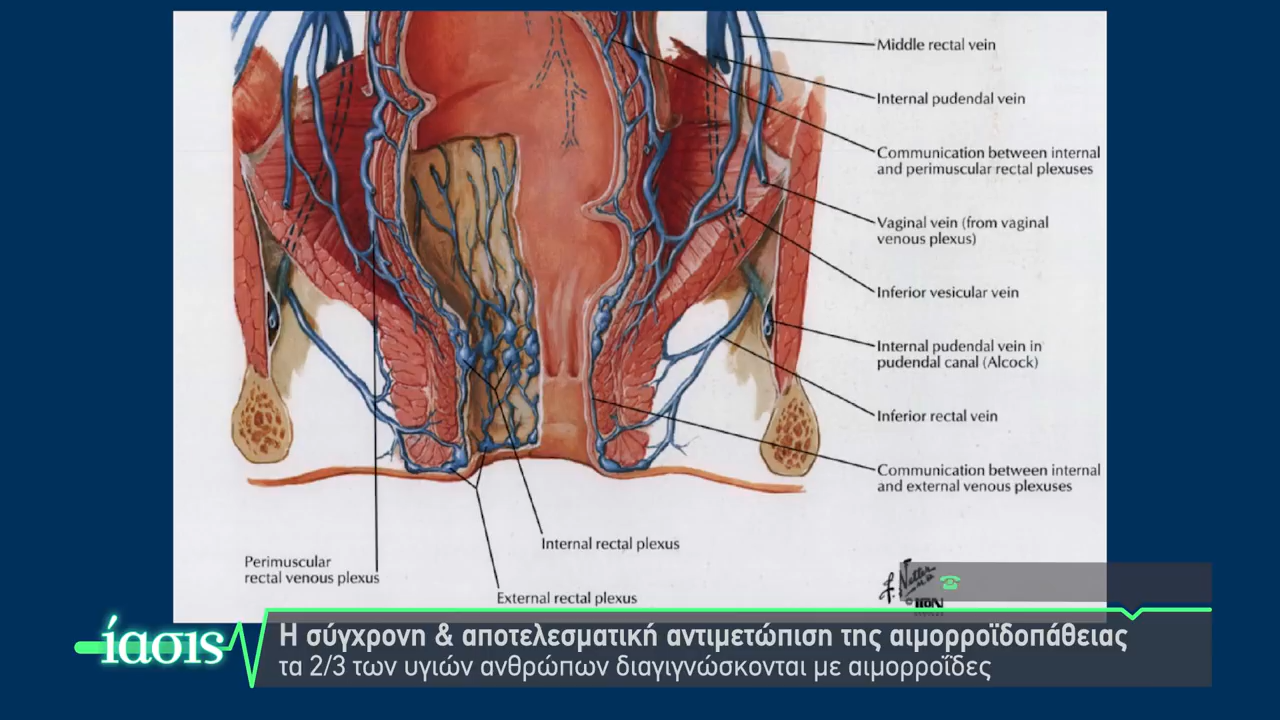 Middle rectal vein
Internal pudendal vein
Communication between internal
and perimuscular rectal plexuses
Vaginal vein (from vaginal
venous plexus)
Inferior vesicular vein
Internal pudendal vein in
pudendal canal (Alcock)
Inferior rectal vein
Communication between internal
and external venous plexuses
Internal rectal plexus
Perimuscular
rectal venous plexus
External rectal plexus
ίασις
Η σύγχρονη & αποτελεσματική αντιμετώπιση της αιμορροϊδοπάθειας
τα 2/3 των υγιών ανθρώπων διαγιγνώσκονται με αιμορροΐδες